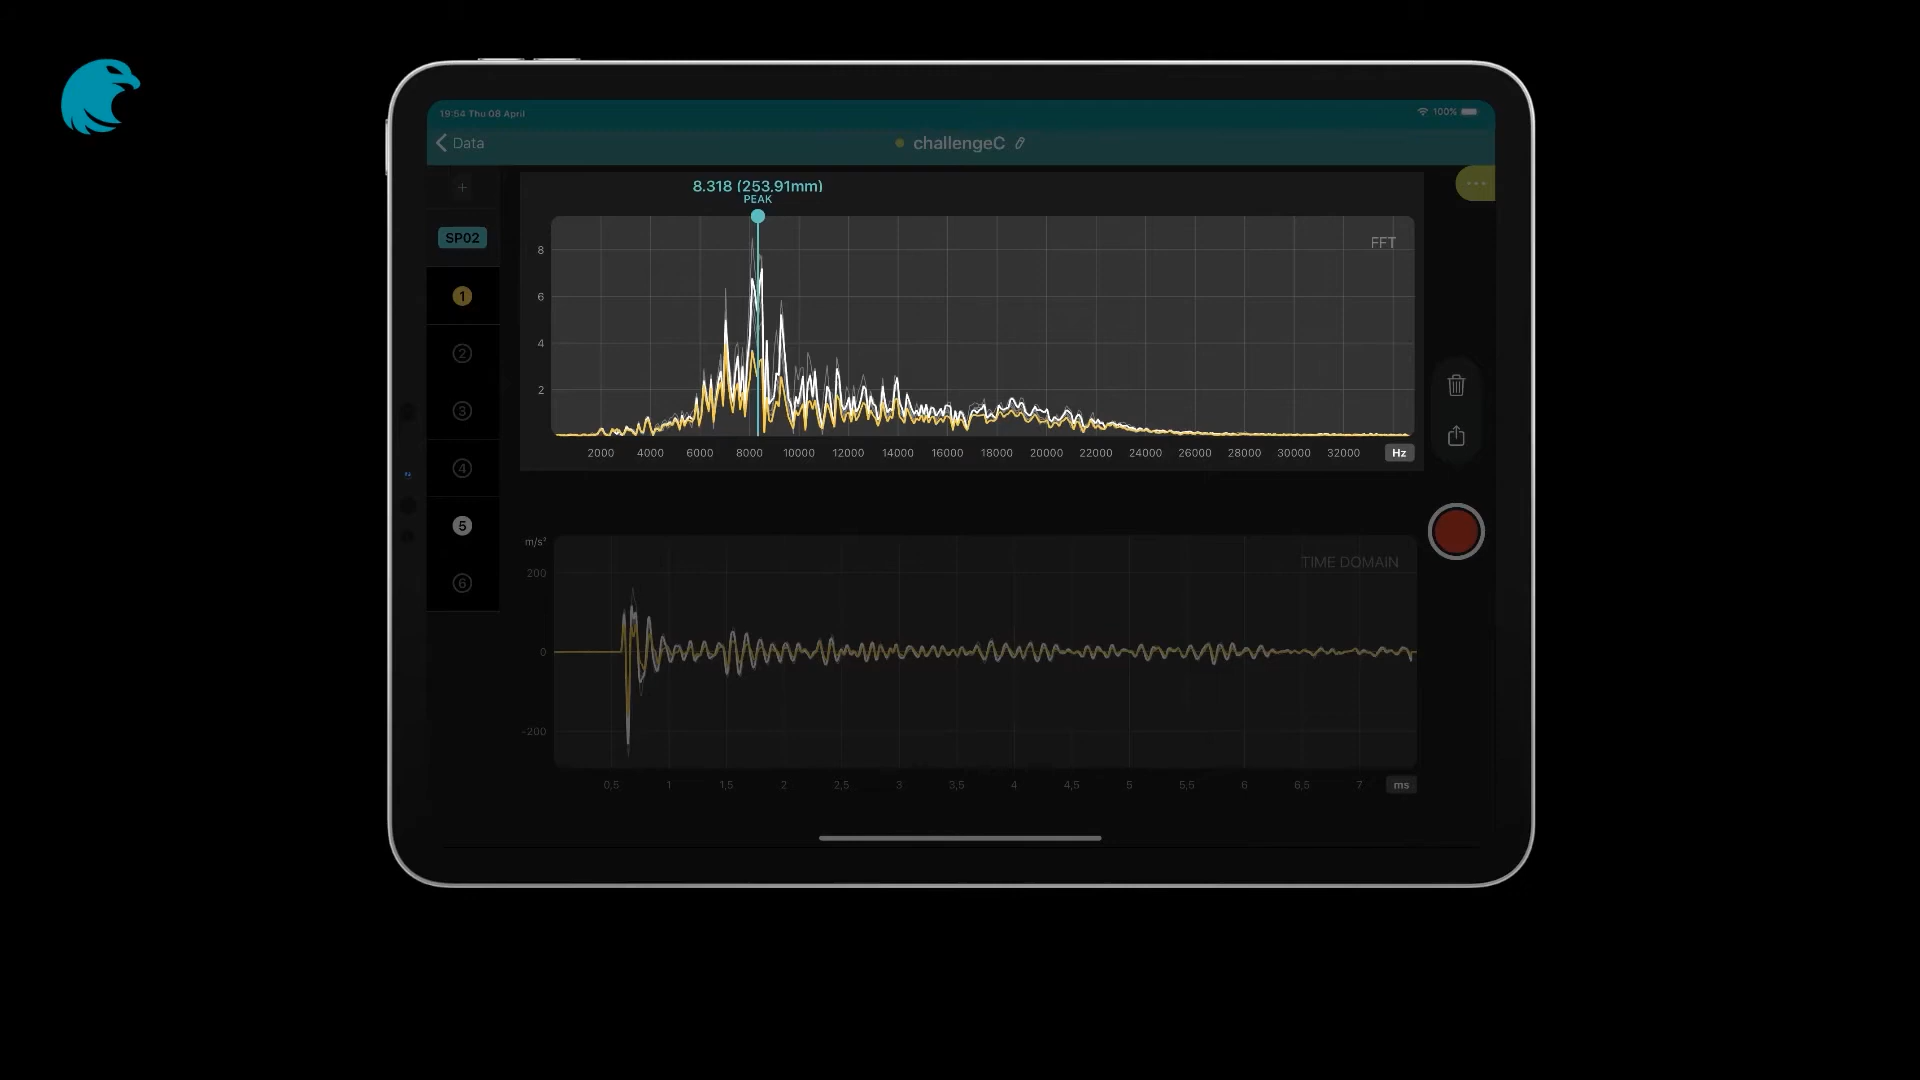 19:54 Thu 08 April
100%
Data
challengeC
+
8.318 (253.91mm)
PEAK
SP02
FFT
8
6
4
2
2000 4000 6000 8000 10000 12000 14000 16000 18000 20000 22000 24000 26000 28000 30000 32000 Hz
1
2
3
4
5
6
m/s²
TIME DOMAIN
200
0
-200
0,5 1 1,5 2 2,5 3 3,5 4 4,5 5 5,5 6 6,5 7 ms